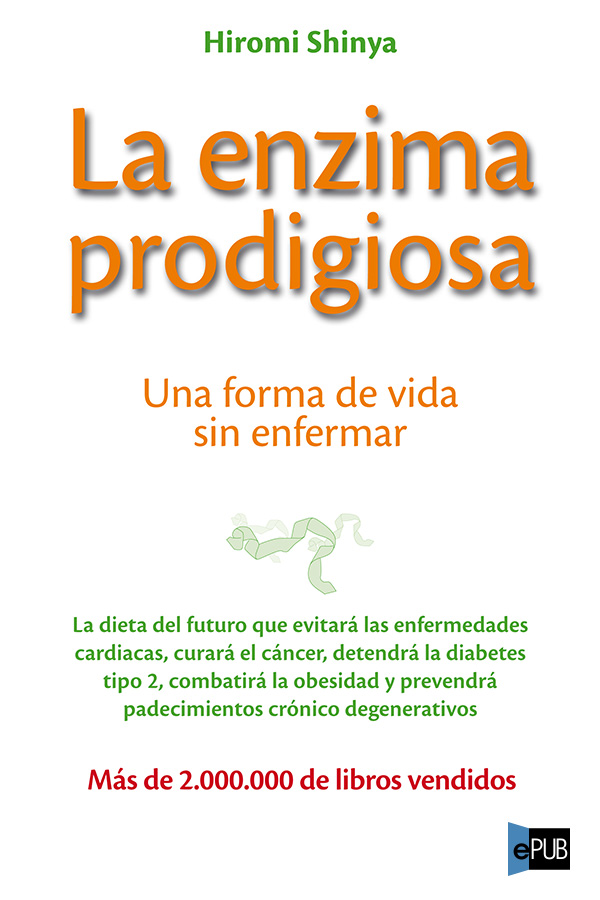 Hiromi Shinya
La enzima
prodigiosa
Una forma de vida
sin enfermar
La dieta del futuro que evitará las enfermedades
cardiacas, curará el cáncer, detendrá la diabetes
tipo 2, combatirá la obesidad y prevendrá
padecimientos crónico degenerativos
Más de 2.000.000 de libros vendidos
ePUB